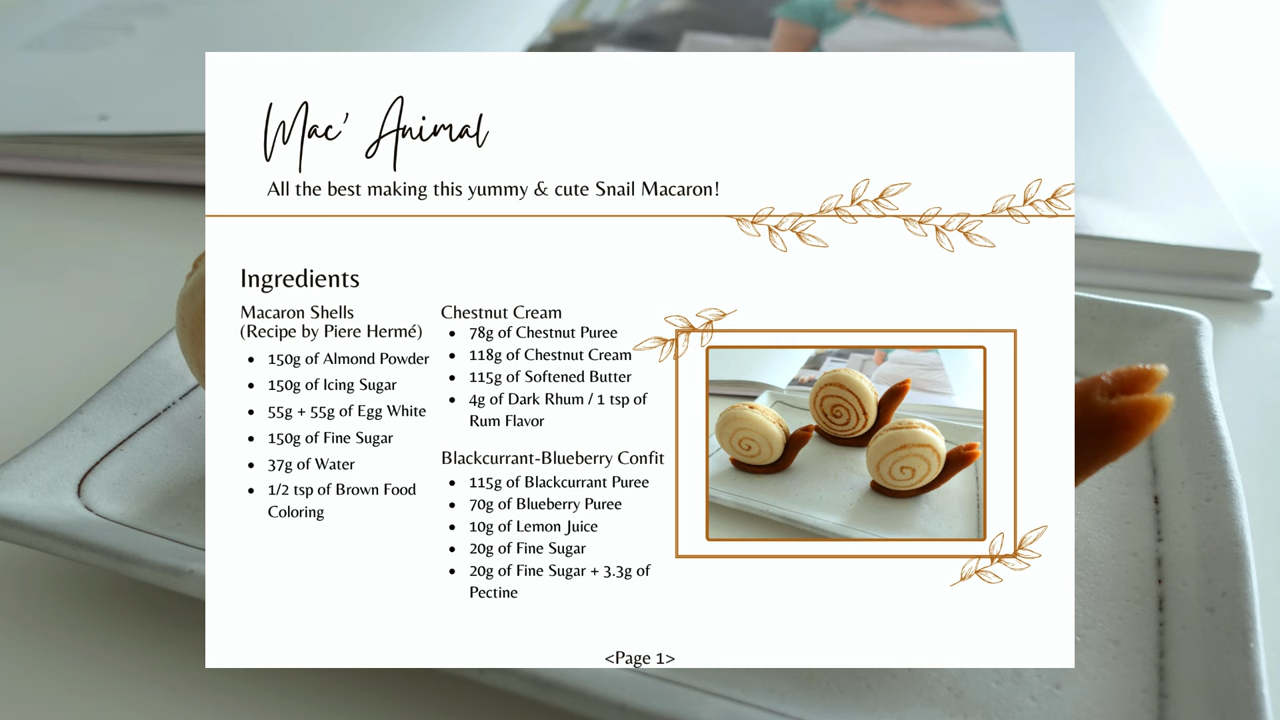 Mac' Animal
All the best making this yummy & cute Snail Macaron!
Ingredients
Macaron Shells
(Recipe by Piere Hermé)
• 150g of Almond Powder
• 150g of Icing Sugar
• 55g + 55g of Egg White
• 150g of Fine Sugar
• 37g of Water
• 1/2 tsp of Brown Food
Coloring
Chestnut Cream
• 78g of Chestnut Puree
• 118g of Chestnut Cream
• 115g of Softened Butter
• 4g of Dark Rhum / 1 tsp of
Rum Flavor
Blackcurrant-Blueberry Confit
• 115g of Blackcurrant Puree
• 70g of Blueberry Puree
• 10g of Lemon Juice
• 20g of Fine Sugar
• 20g of Fine Sugar + 3.3g of
Pectine
<Page 1>